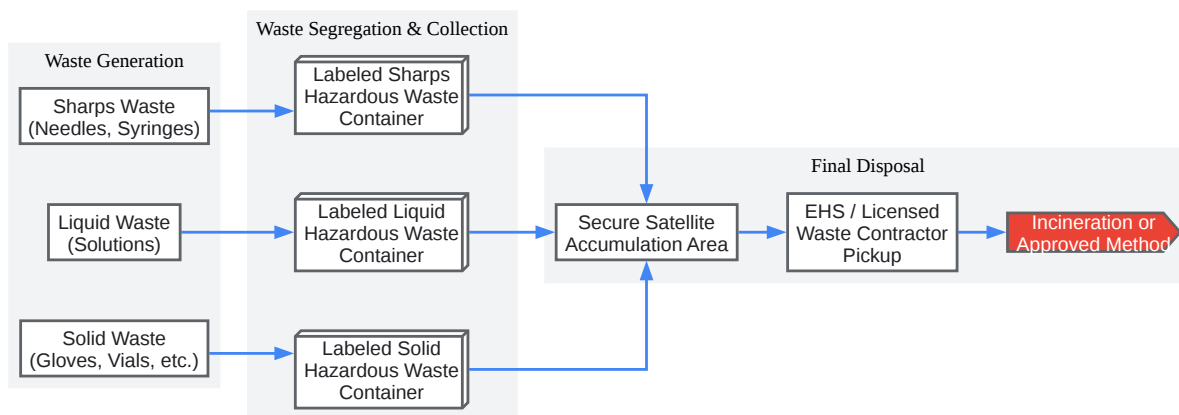 Waste Generation
Sharps Waste
(Needles, Syringes)
Liquid Waste
(Solutions)
Solid Waste
(Gloves, Vials, etc.)
Waste Segregation & Collection
Labeled Sharps
Hazardous Waste
Container
Labeled Liquid
Hazardous Waste
Container
Labeled Solid
Hazardous Waste
Container
Final Disposal
Secure Satellite
Accumulation Area
EHS / Licensed
Waste Contractor
Pickup
Incineration or
Approved Method